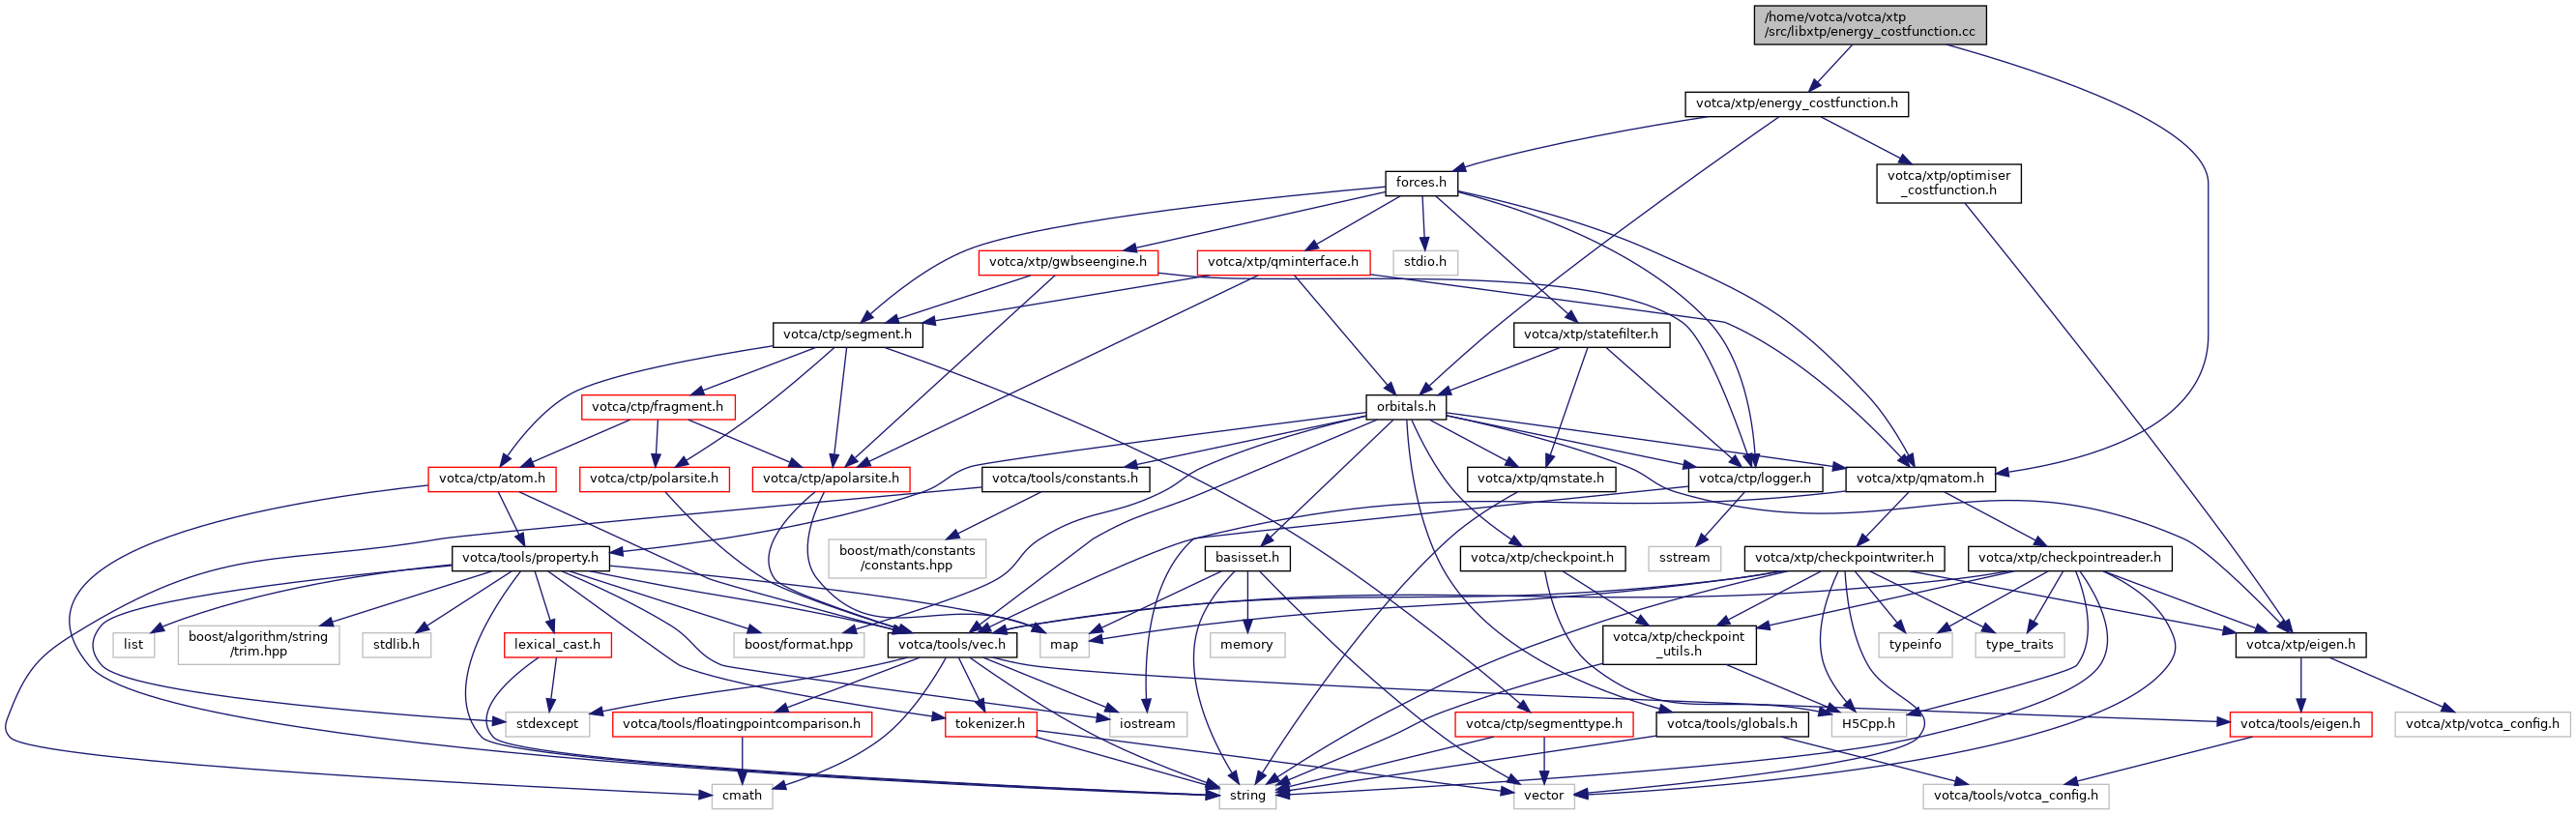 /home/votca/votca/xtp
/src/libxtp/energy_costfunction.cc
votca/xtp/energy_costfunction.h
forces.h
votca/xtp/optimiser
_costfunction.h
votca/xtp/gwbseengine.h
votca/xtp/qminterface.h
stdio.h
votca/ctp/segment.h
votca/xtp/statefilter.h
votca/ctp/fragment.h
orbitals.h
votca/ctp/atom.h
votca/ctp/polarsite.h
votca/ctp/apolarsite.h
votca/tools/constants.h
votca/xtp/qmstate.h
votca/ctp/logger.h
votca/xtp/qmatom.h
votca/tools/property.h
boost/math/constants
/constants.hpp
basisset.h
votca/xtp/checkpoint.h
sstream
votca/xtp/checkpointwriter.h
votca/xtp/checkpointreader.h
list
boost/algorithm/string
/trim.hpp
stdlib.h
lexical_cast.h
boost/format.hpp
votca/tools/vec.h
map
memory
votca/xtp/checkpoint
_utils.h
typeinfo
type_traits
votca/xtp/eigen.h
stdexcept
votca/tools/floatingpointcomparison.h
tokenizer.h
iostream
votca/ctp/segmenttype.h
votca/tools/globals.h
H5Cpp.h
votca/tools/eigen.h
votca/xtp/votca_config.h
cmath
string
vector
votca/tools/votca_config.h